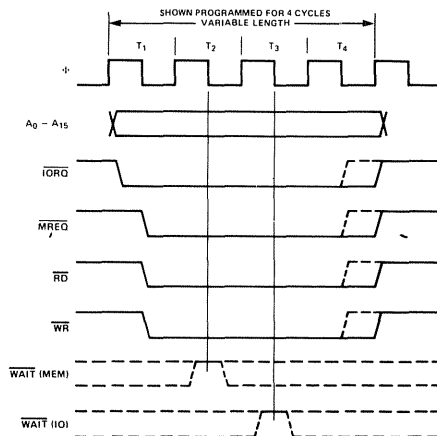 SHOWN PROGRAMMED FOR 4 CYCLES
VARIABLE LENGTH
T1 T2 T3 T4
Φ
A0 – A15
IORQ
MREQ
RD
WR
WAIT (MEM)
WAIT (IO)